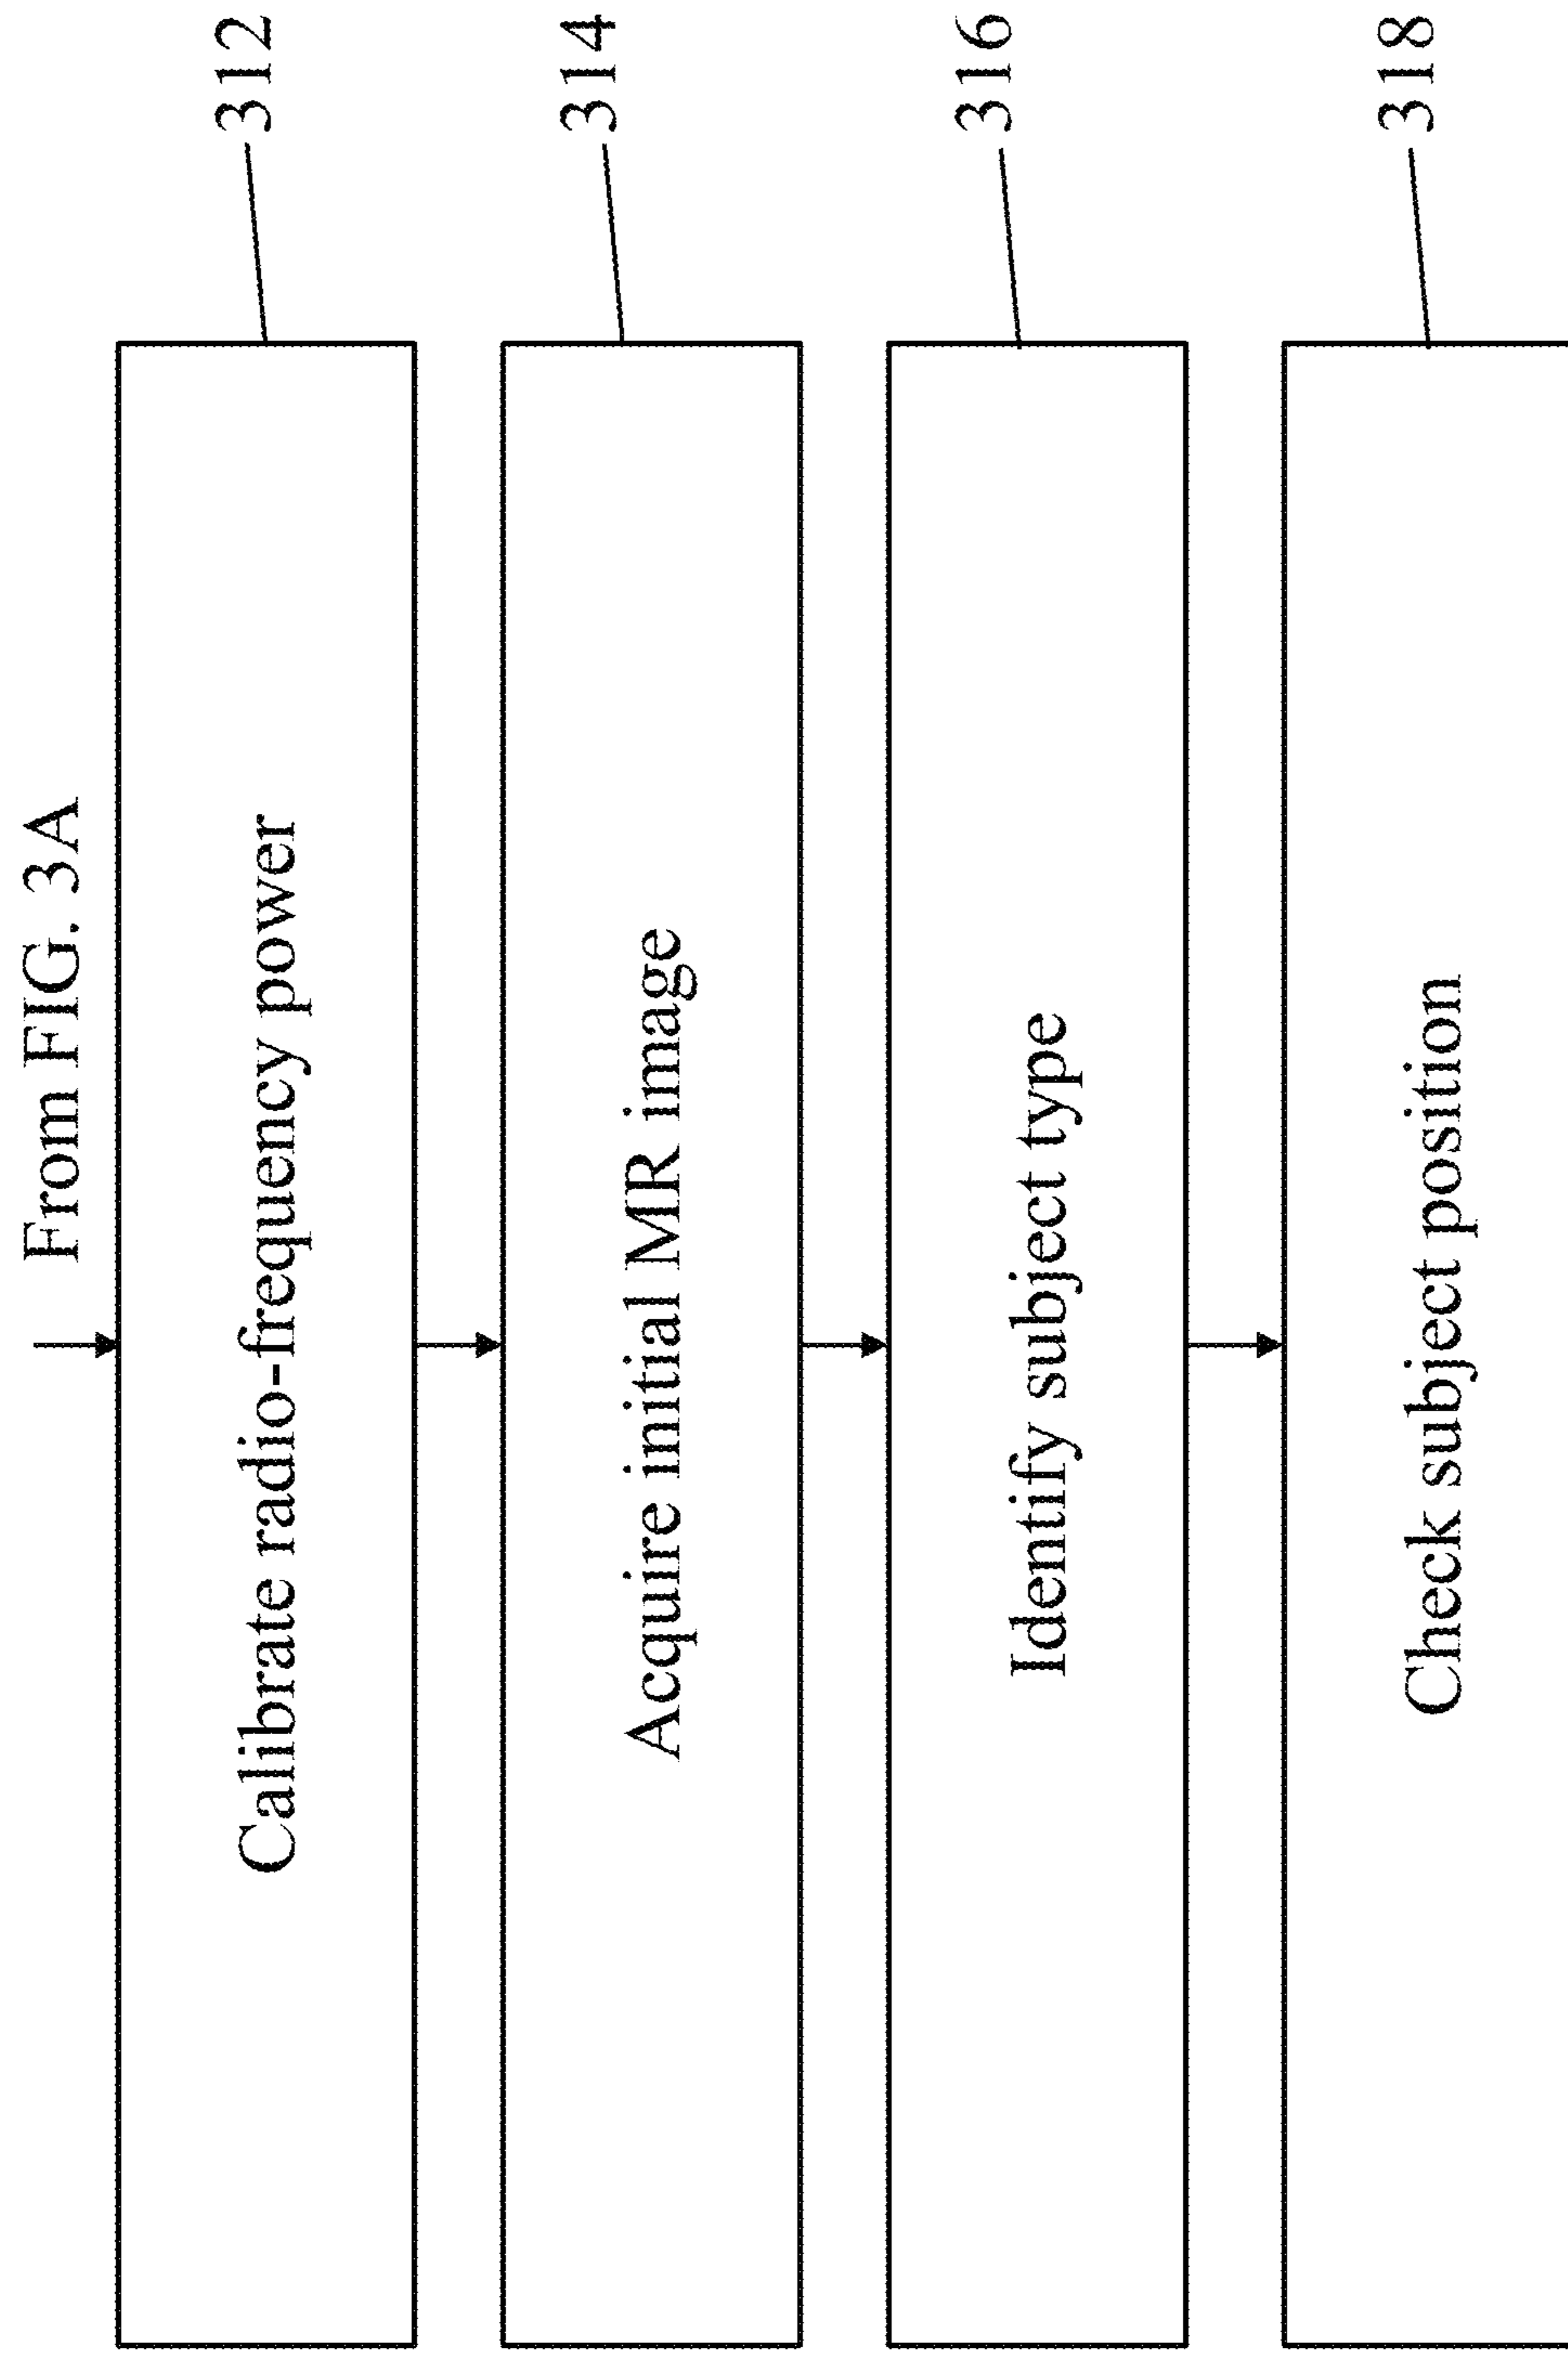 From FIG. 3A
Calibrate radio-frequency power
312
Acquire initial MR image
314
Identify subject type
316
Check subject position
318